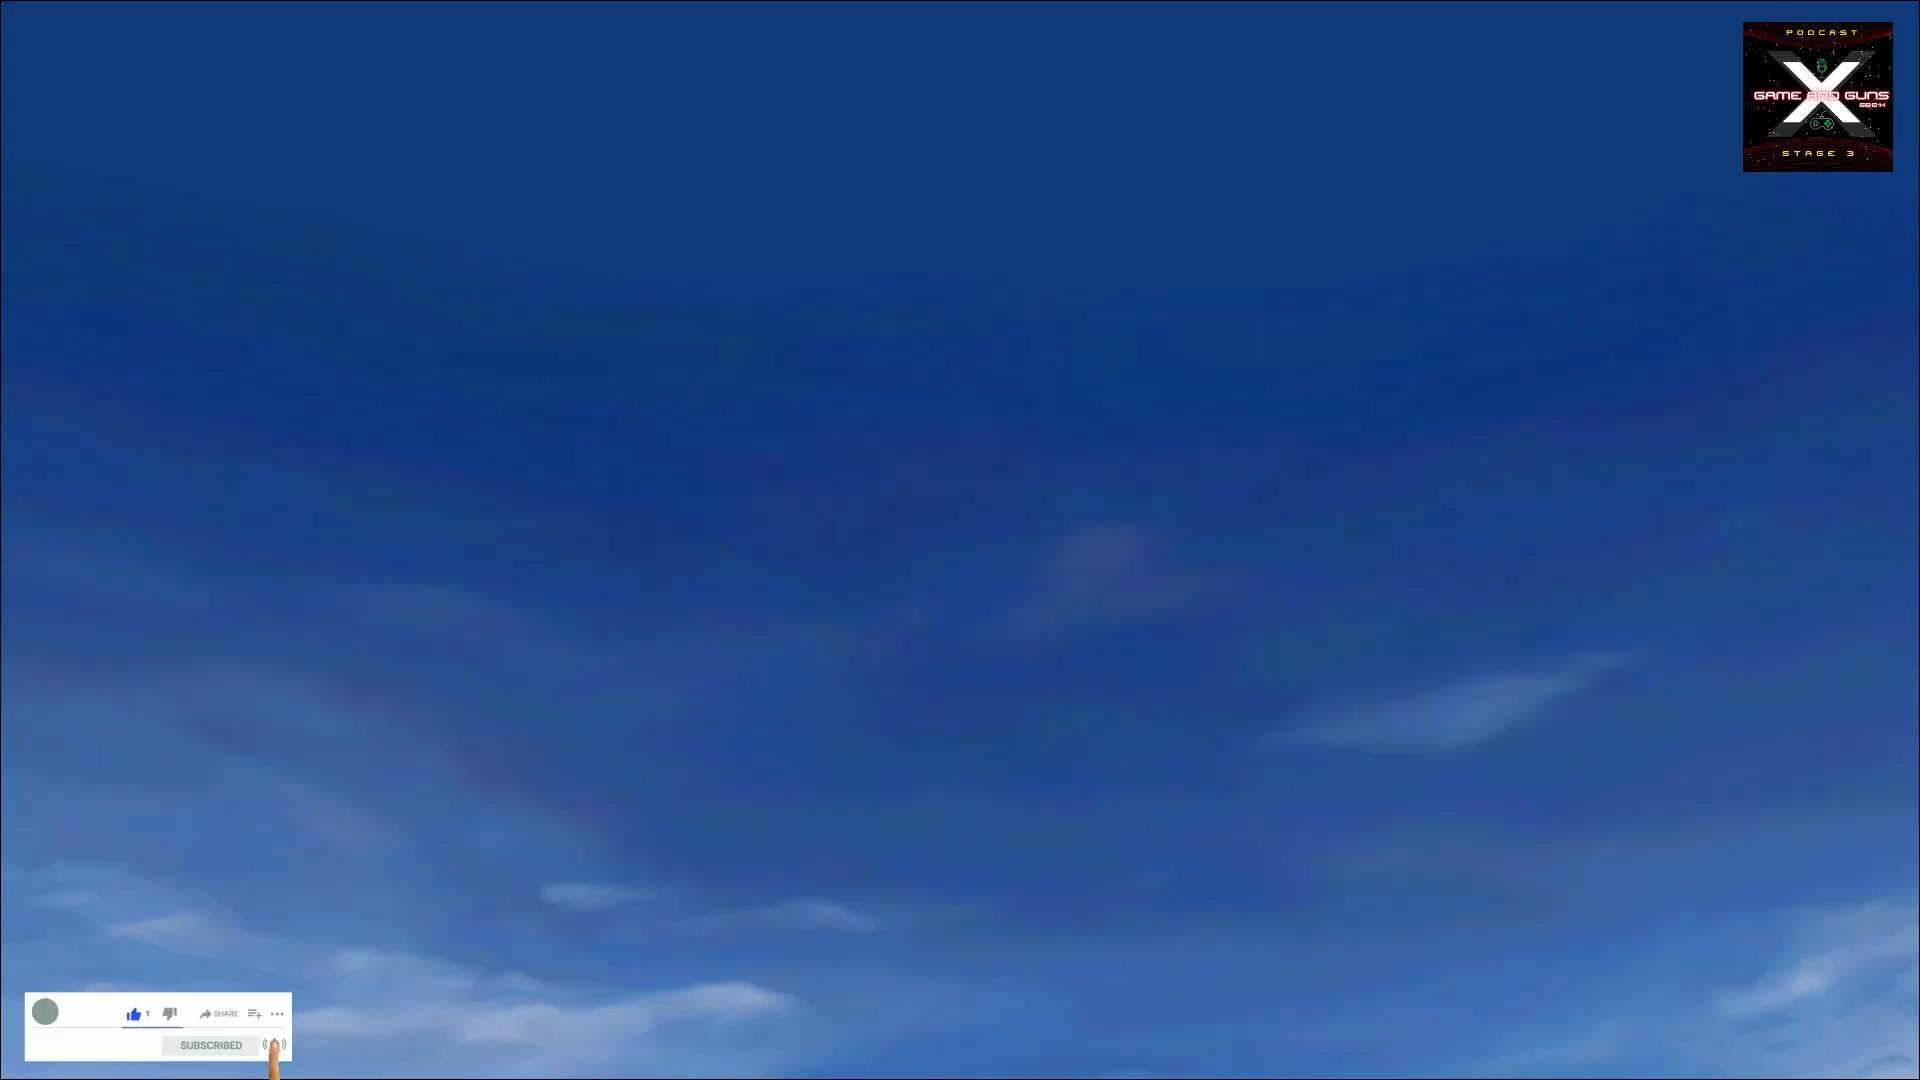 PODCAST
GAME AND GUNS
STAGE 3
1
SHARE
SUBSCRIBED